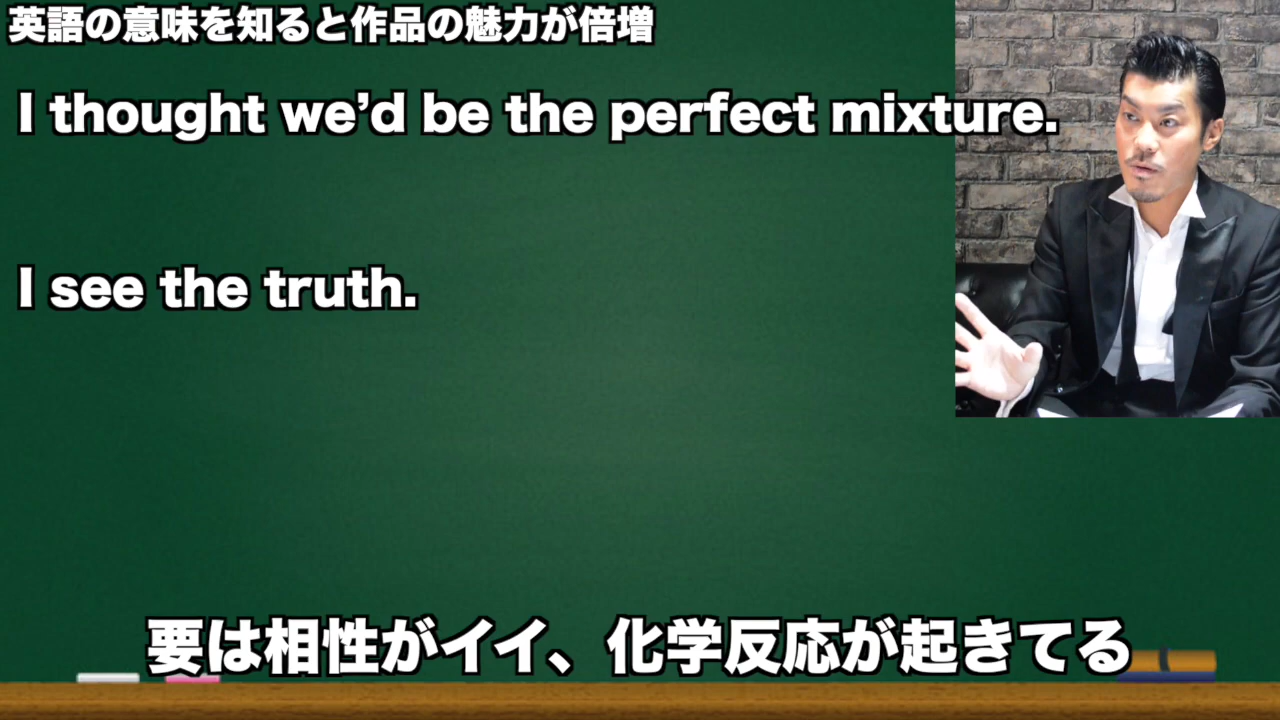 英語の意味を知ると作品の魅力が倍増
I thought we’d be the perfect mixture.
I see the truth.
要は相性がイイ、化学反応が起きてる